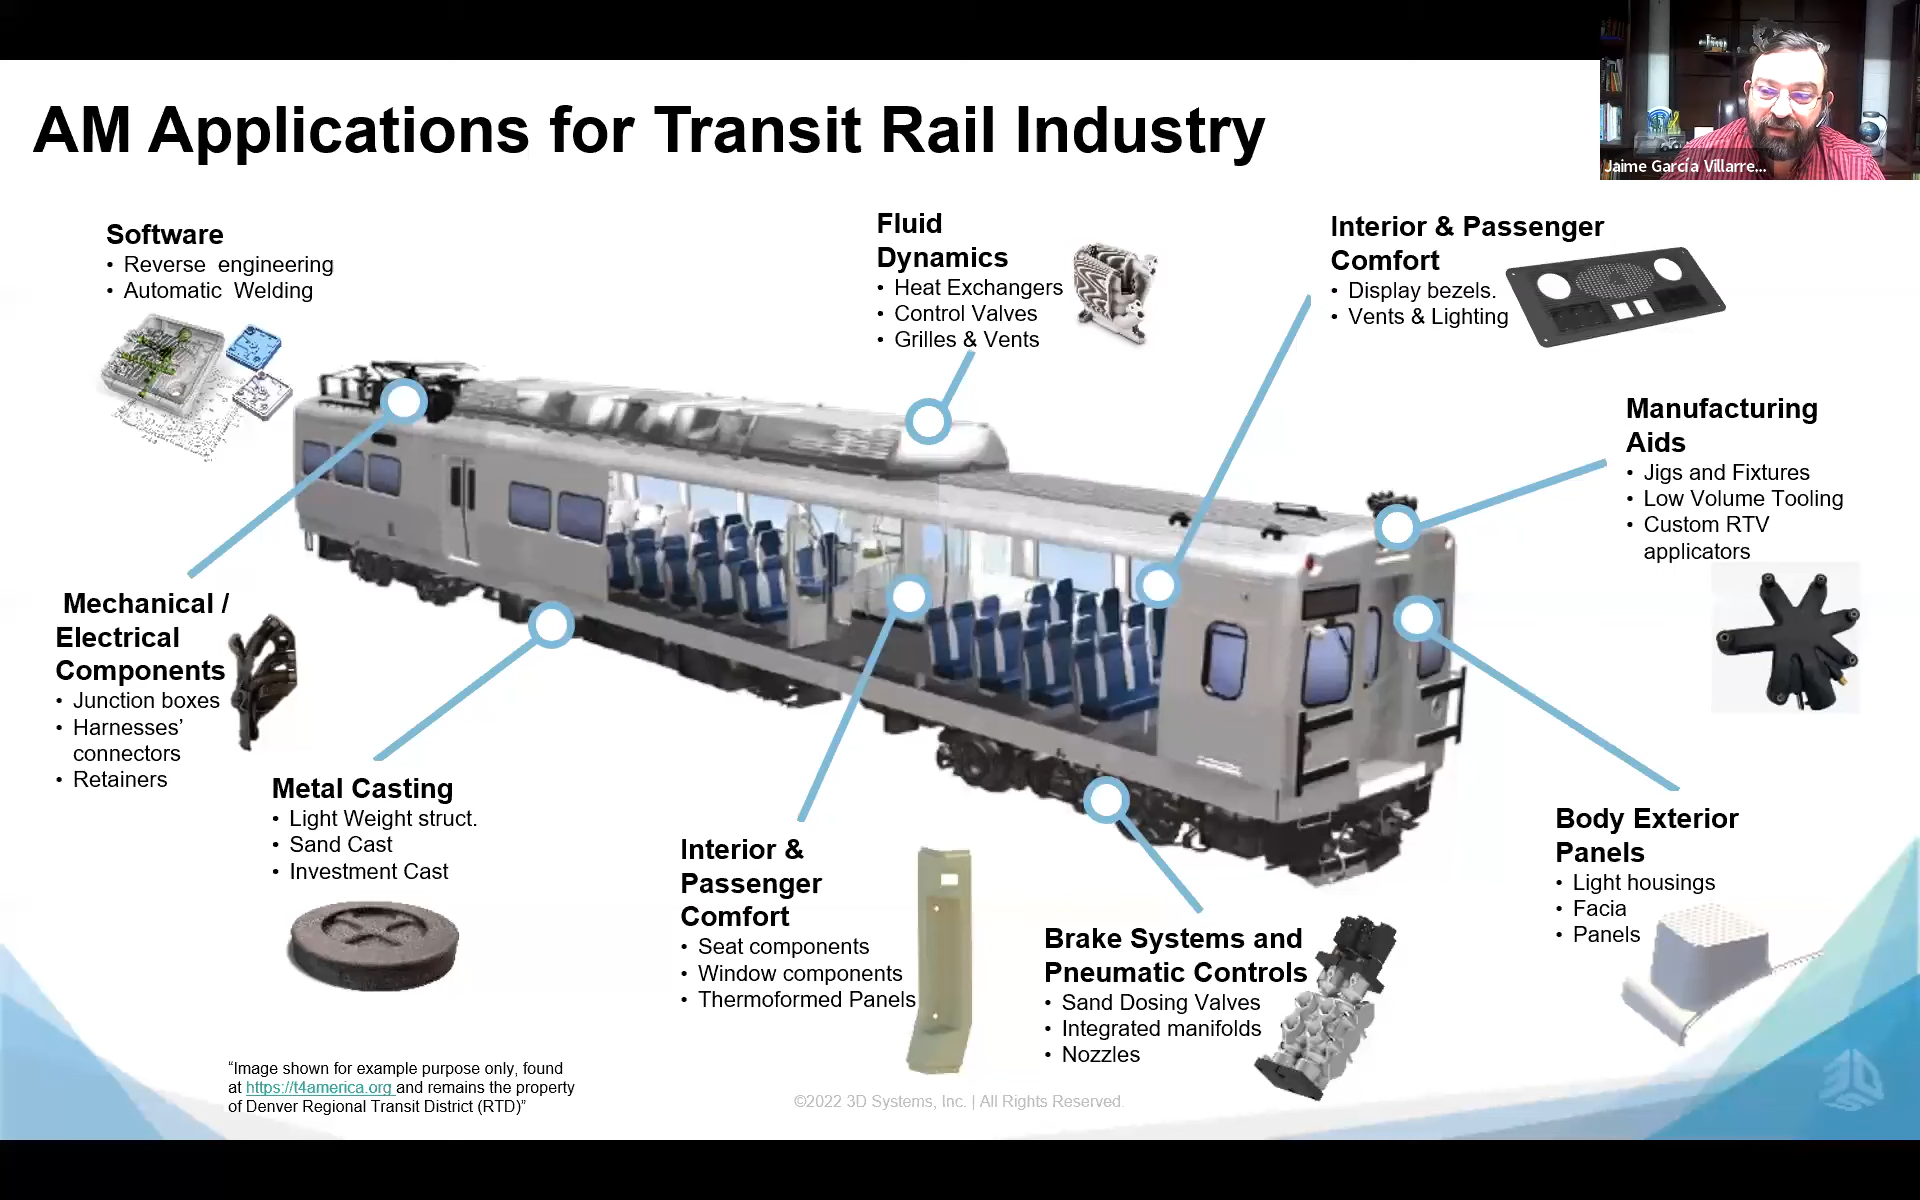 AM Applications for Transit Rail Industry
Jaime García Villarre...
Software
• Reverse engineering
• Automatic Welding
Fluid
Dynamics
• Heat Exchangers
• Control Valves
• Grilles & Vents
Interior & Passenger
Comfort
• Display bezels.
• Vents & Lighting
Manufacturing
Aids
• Jigs and Fixtures
• Low Volume Tooling
• Custom RTV
applicators
Mechanical /
Electrical
Components
• Junction boxes
• Harnesses’
connectors
• Retainers
Metal Casting
• Light Weight struct.
• Sand Cast
• Investment Cast
Interior &
Passenger
Comfort
• Seat components
• Window components
• Thermoformed Panels
Brake Systems and
Pneumatic Controls
• Sand Dosing Valves
• Integrated manifolds
• Nozzles
Body Exterior
Panels
• Light housings
• Facia
• Panels
“Image shown for example purpose only, found
at https://t4america.org and remains the property
of Denver Regional Transit District (RTD)”
©2022 3D Systems, Inc. | All Rights Reserved.
3DS